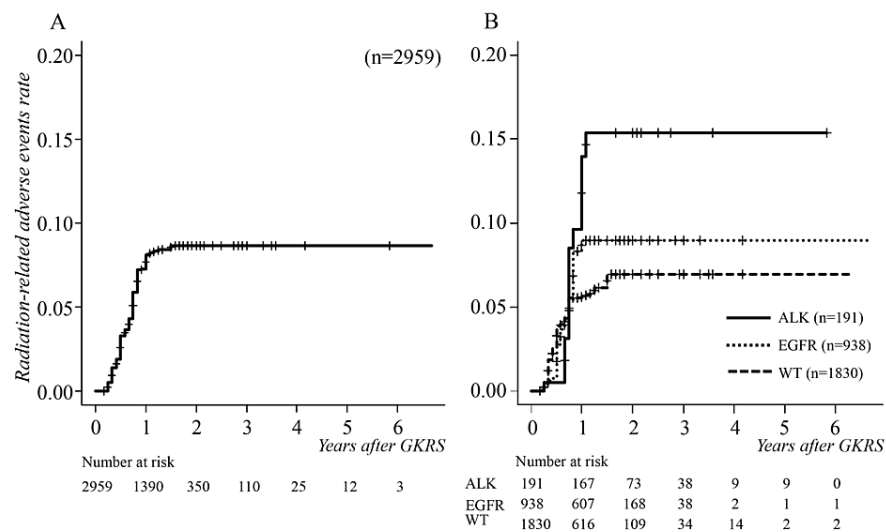 A
(n=2959)
Radiation-related adverse events rate
0.20
0.15
0.10
0.05
0.00
0 1 2 3 4 5 6
Years after GKRS
Number at risk
2959 1390 350 110 25 12 3
B
0.20
0.15
0.10
0.05
0.00
ALK (n=191)
EGFR (n=938)
WT (n=1830)
0 1 2 3 4 5 6
Years after GKRS
Number at risk
ALK 191 167 73 38 9 9 0
EGFR 938 607 168 38 2 1 1
WT 1830 616 109 34 14 2 2